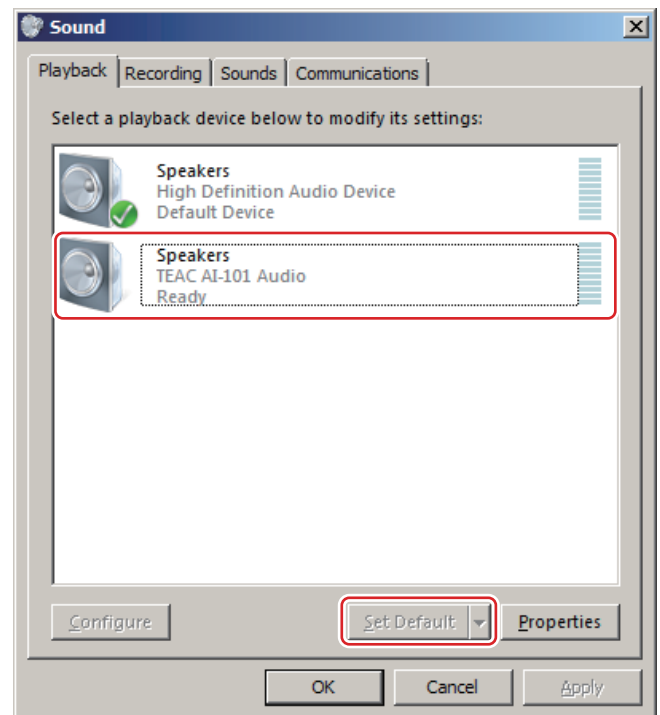 Sound
Playback Recording Sounds Communications
Select a playback device below to modify its settings:
Speakers
High Definition Audio Device
Default Device
Speakers
TEAC AI-101 Audio
Ready
Configure Set Default Properties
OK Cancel Apply